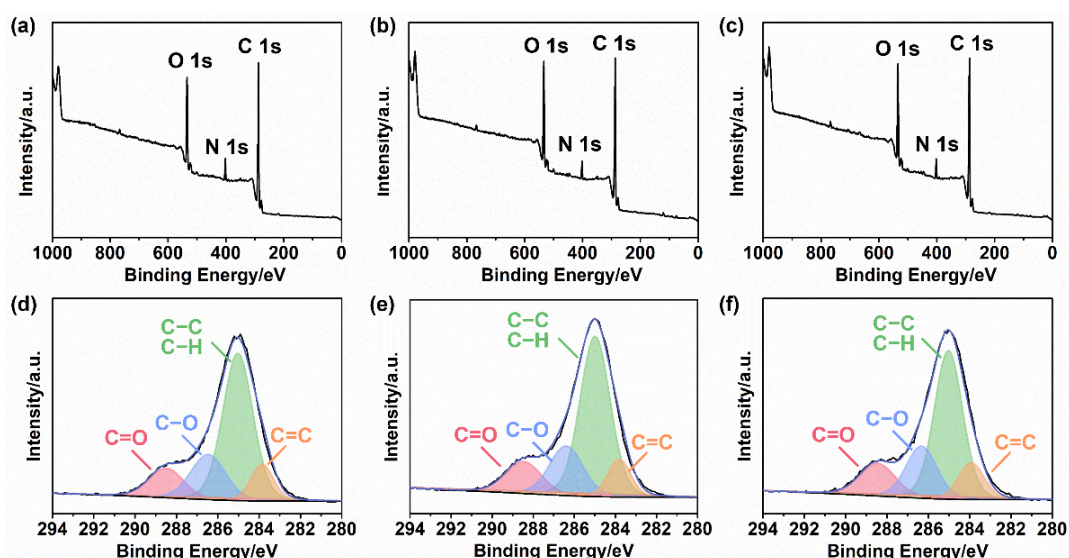 (a)
C 1s
O 1s
N 1s
Intensity/a.u.
1000 800 600 400 200 0
Binding Energy/eV
(b)
C 1s
O 1s
N 1s
Intensity/a.u.
1000 800 600 400 200 0
Binding Energy/eV
(c)
C 1s
O 1s
N 1s
Intensity/a.u.
1000 800 600 400 200 0
Binding Energy/eV
(d)
C−C
C−H
C−O
C=O
C=C
Intensity/a.u.
294 292 290 288 286 284 282 280
Binding Energy/eV
(e)
C−C
C−H
C−O
C=O
C=C
Intensity/a.u.
294 292 290 288 286 284 282 280
Binding Energy/eV
(f)
C−C
C−H
C−O
C=O
C=C
Intensity/a.u.
294 292 290 288 286 284 282 280
Binding Energy/eV